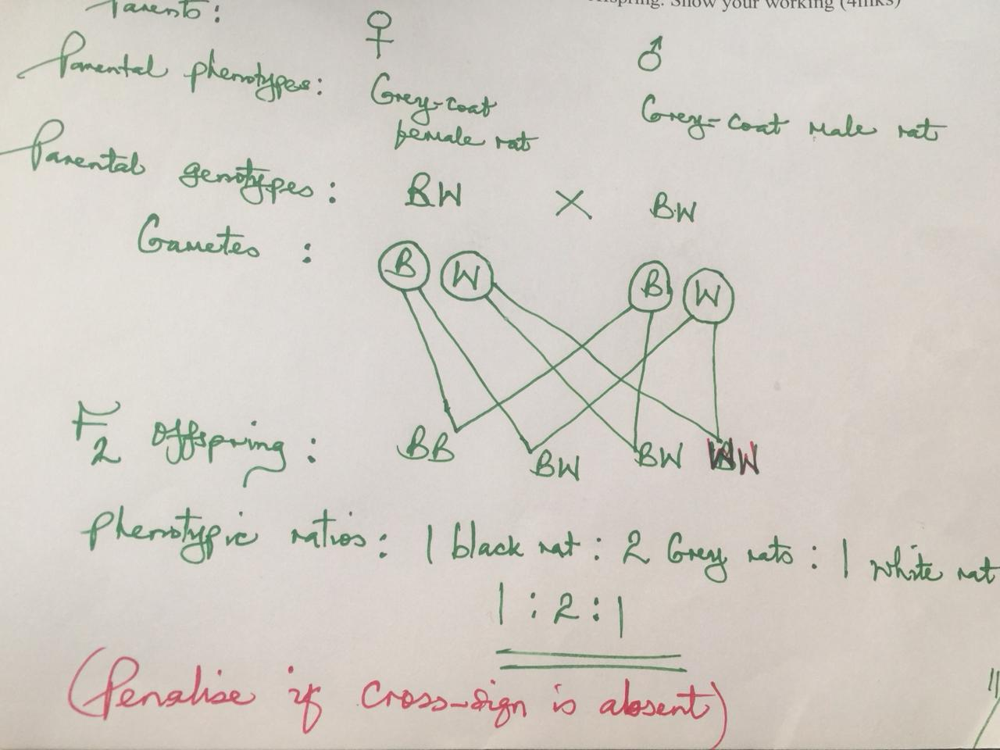 offspring. Show your working (4mks)
Parents: ♀ ♂
Parental phenotypes: Grey-coat female rat Grey-coat male rat
Parental genotypes: BW X BW
Gametes : B W B W
F2 offspring : BB BW BW WW
Phenotypic ratios: 1 black rat : 2 Grey rats : 1 white rat
1 : 2 : 1
(Penalise if cross-sign is absent)